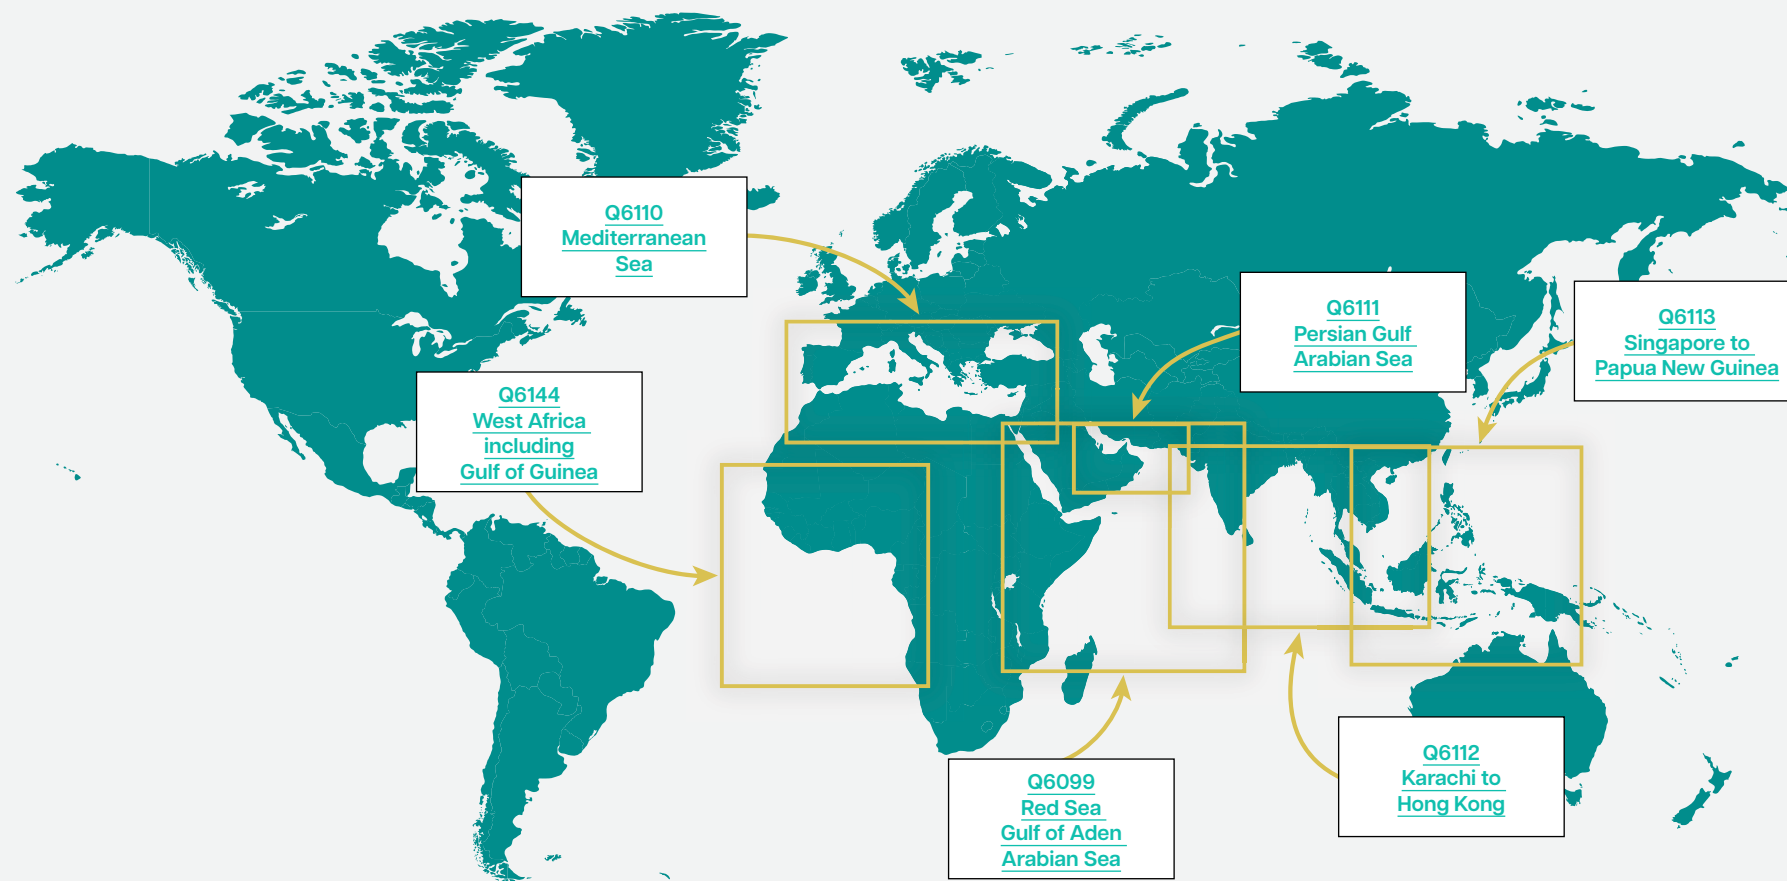 Q6110
Mediterranean
Sea
Q6111
Persian Gulf
Arabian Sea
Q6113
Singapore to
Papua New Guinea
Q6144
West Africa
including
Gulf of Guinea
Q6099
Red Sea
Gulf of Aden
Arabian Sea
Q6112
Karachi to
Hong Kong